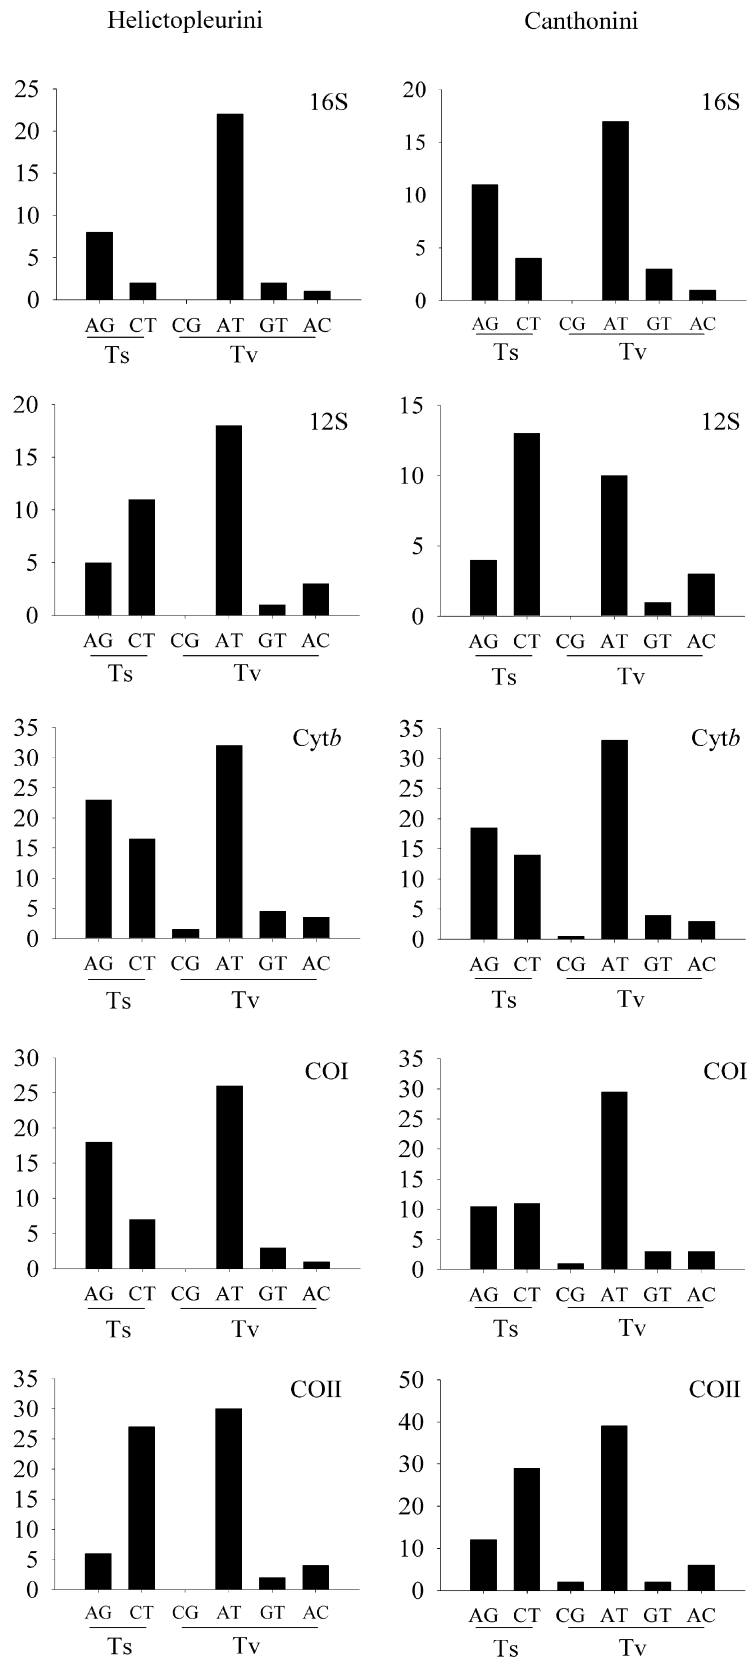 Helictopleurini Canthonini
16S
25
20
15
10
5
0
AG CT CG AT GT AC
Ts Tv
16S
20
15
10
5
0
AG CT CG AT GT AC
Ts Tv
12S
20
15
10
5
0
AG CT CG AT GT AC
Ts Tv
12S
15
10
5
0
AG CT CG AT GT AC
Ts Tv
Cytb
35
30
25
20
15
10
5
0
AG CT CG AT GT AC
Ts Tv
Cytb
35
30
25
20
15
10
5
0
AG CT CG AT GT AC
Ts Tv
COI
30
25
20
15
10
5
0
AG CT CG AT GT AC
Ts Tv
COI
35
30
25
20
15
10
5
0
AG CT CG AT GT AC
Ts Tv
COII
35
30
25
20
15
10
5
0
AG CT CG AT GT AC
Ts Tv
COII
50
40
30
20
10
0
AG CT CG AT GT AC
Ts Tv